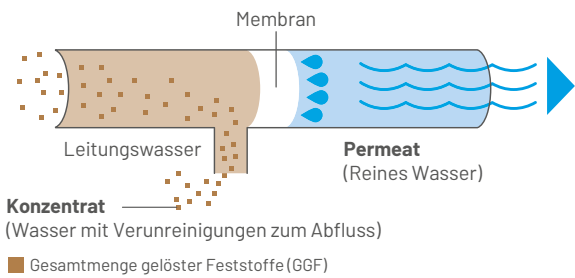 Membran
Leitungswasser
Permeat
(Reines Wasser)
Konzentrat
(Wasser mit Verunreinigungen zum Abfluss)
Gesamtmenge gelöster Feststoffe (GGF)